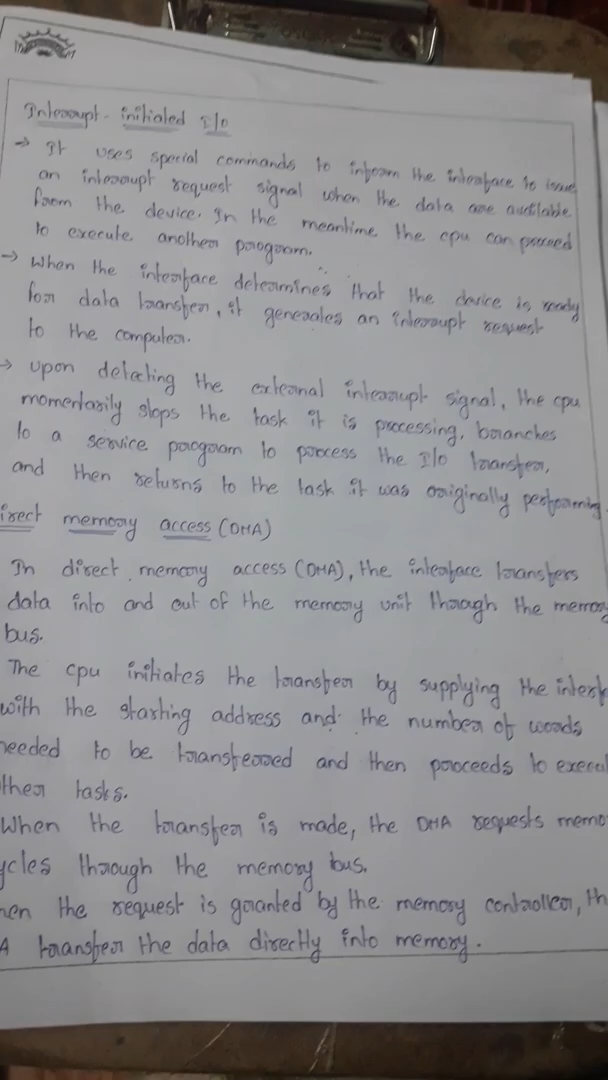 Interrupt - initialed I/o
→ It uses special commands to inform the interface to issue
an interrupt request signal when the data are available
from the device. In the meantime the cpu can proceed
to execute another program.
→ When the interface determines that the device is ready
for data transfer, it generates an interrupt request
to the computer.
→ upon detecting the external interrupt signal, the cpu
momentarily stops the task it is processing, branches
to a service program to process the I/o transfer,
and then returns to the task it was originally performing.
irect memory access (DMA)
In direct memory access (DMA), the interface transfers
data into and out of the memory unit through the memory
bus.
The cpu initiates the transfer by supplying the interf
with the starting address and the number of words
needed to be transferred and then proceeds to execu
ther tasks.
When the transfer is made, the DMA requests memo
ycles through the memory bus.
hen the request is granted by the memory controller, th
A transfer the data directly into memory.